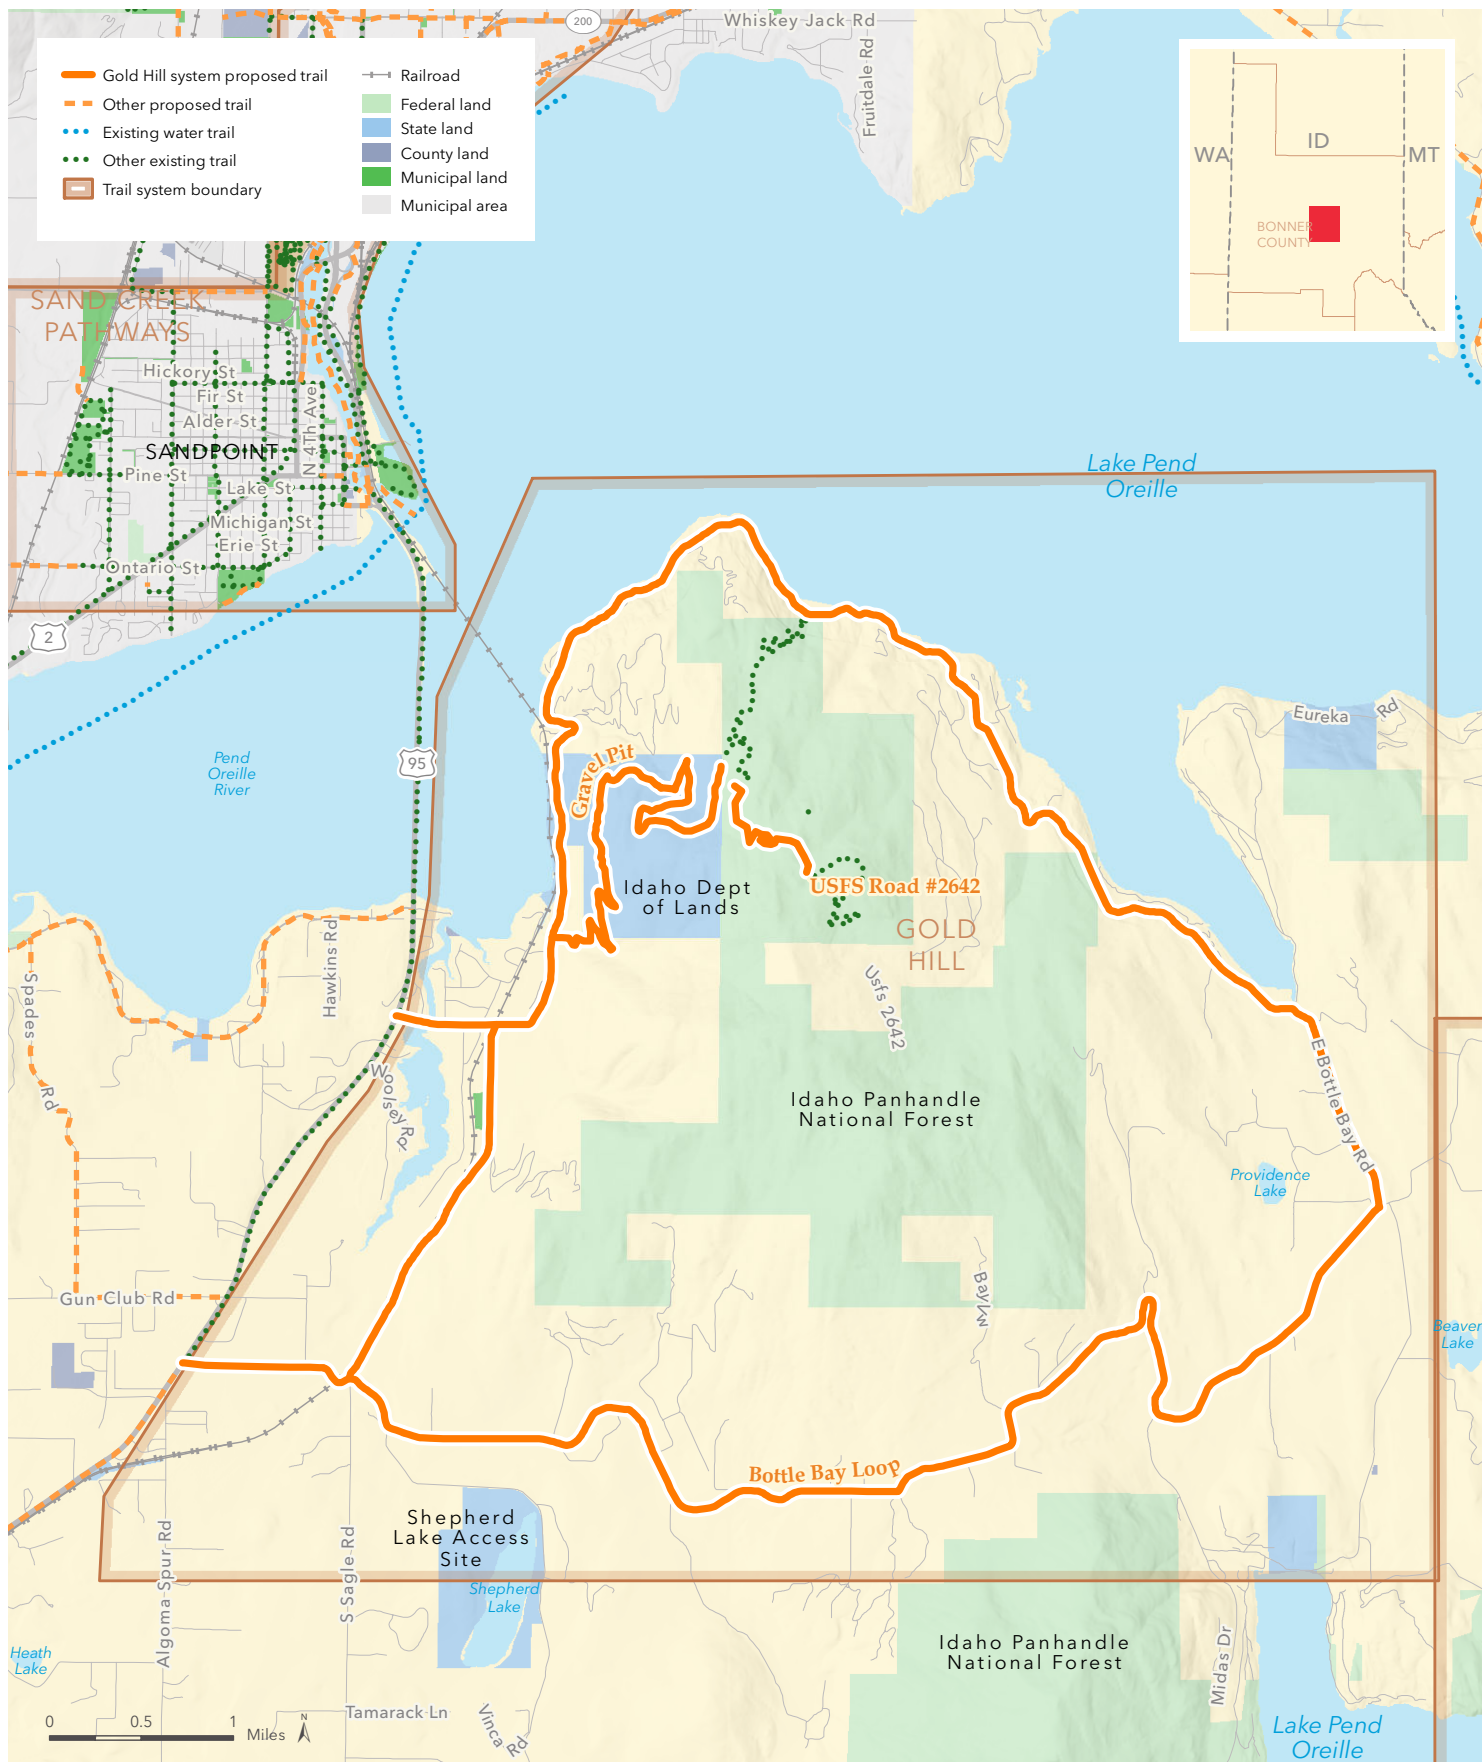 Whiskey Jack Rd
200
Fruitdale Rd
Gold Hill system proposed trail
Other proposed trail
Existing water trail
Other existing trail
Trail system boundary
Railroad
Federal land
State land
County land
Municipal land
Municipal area
WA
ID
MT
BONNER
COUNTY
SAND CREEK
PATHWAYS
Hickory St
Fir St
Alder St
N 4Th Ave
SANDPOINT
Pine St
Lake St
Michigan St
Erie St
Ontario St
2
Lake Pend
Oreille
Pend
Oreille
River
95
Eureka Rd
Gravel Pit
Idaho Dept
of Lands
USFS Road #2642
GOLD
HILL
Usfs 2642
Spades Rd
Hawkins Rd
Woolsey Rd
E Bottle Bay Rd
Idaho Panhandle
National Forest
Providence
Lake
Gun Club Rd
Baylw
Beaver
Lake
Bottle Bay Loop
Shepherd
Lake Access
Site
Algoma Spur Rd
S Sagle Rd
Shepherd
Lake
Heath
Lake
Idaho Panhandle
National Forest
Midas Dr
Tamarack Ln
Vinca Rd
Lake Pend
Oreille
0 0.5 1
Miles
N